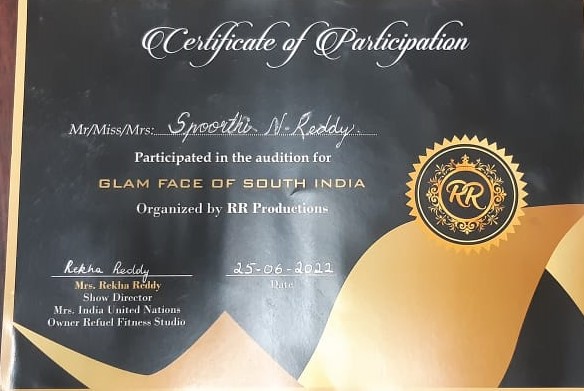 Certificate of Participation
Mr/Miss/Mrs: Spoorthi N. Reddy.
Participated in the audition for
GLAM FACE OF SOUTH INDIA
Organized by RR Productions
RR
Rekha Reddy
Mrs. Rekha Reddy
Show Director
Mrs. India United Nations
Owner Refuel Fitness Studio
25-06-2022
Date